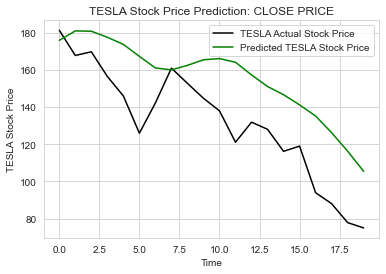 TESLA Stock Price Prediction: CLOSE PRICE
TESLA Actual Stock Price
Predicted TESLA Stock Price
TESLA Stock Price
180
160
140
120
100
80
0.0 2.5 5.0 7.5 10.0 12.5 15.0 17.5
Time